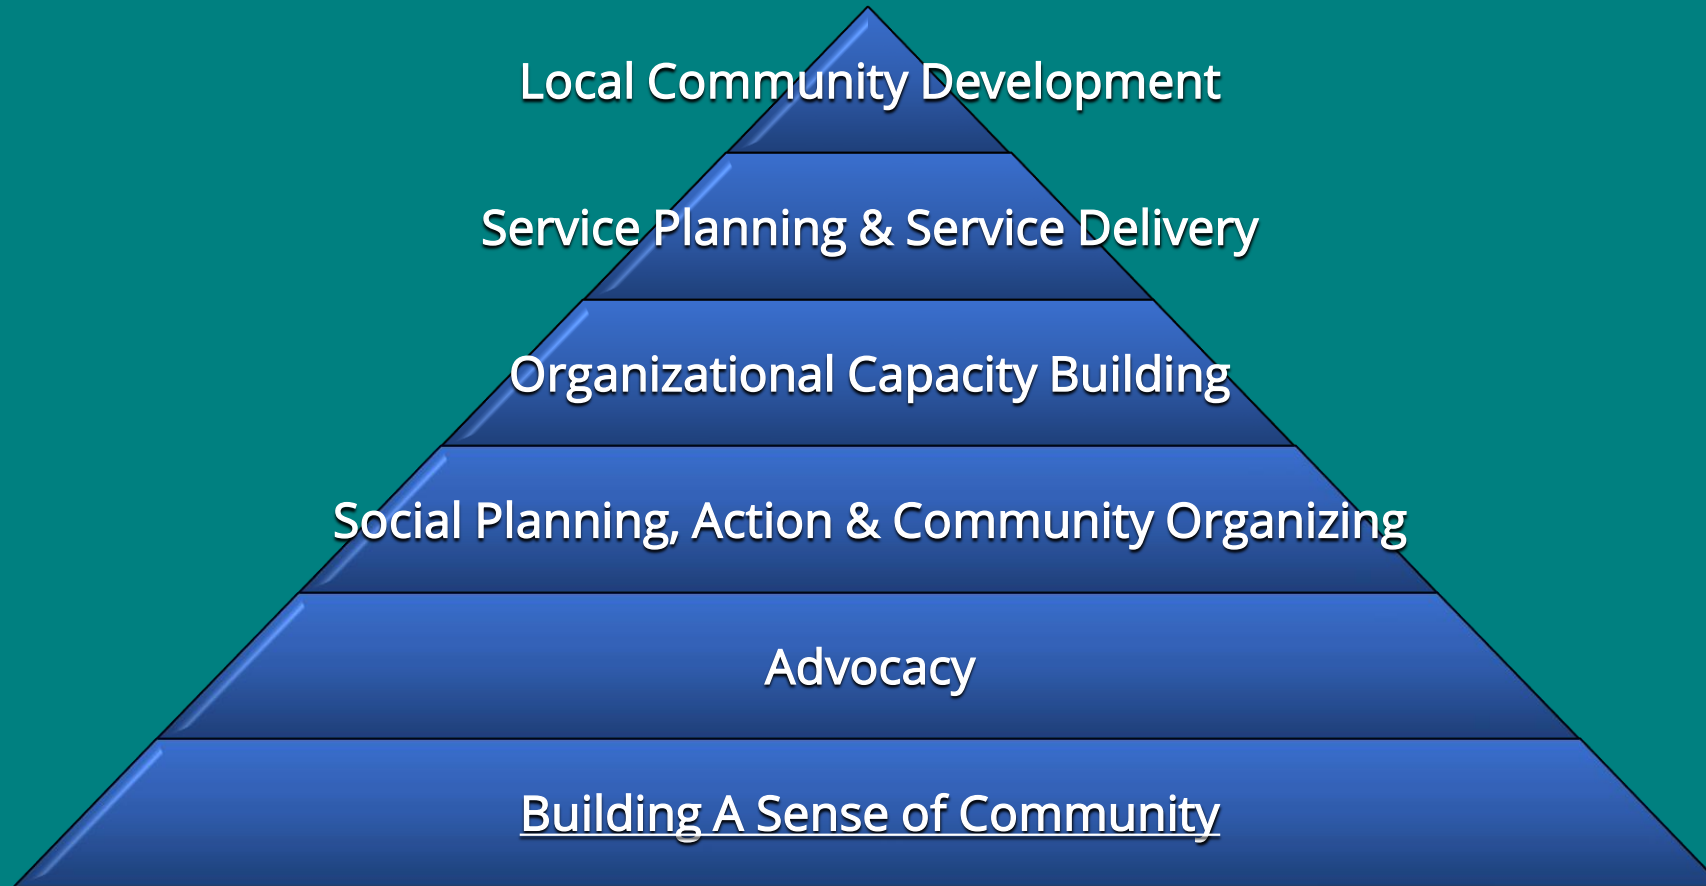 Local Community Development
Service Planning & Service Delivery
Organizational Capacity Building
Social Planning, Action & Community Organizing
Advocacy
Building A Sense of Community